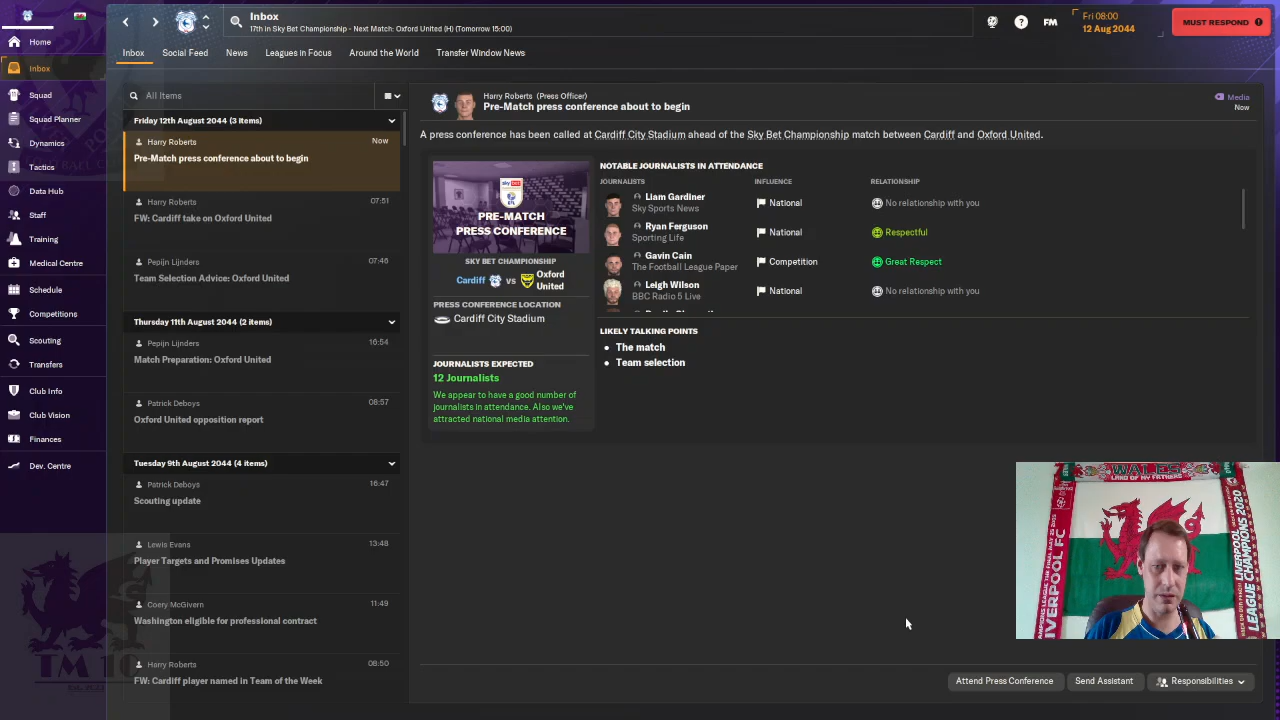 Inbox
17th in Sky Bet Championship - Next Match: Oxford United (H) (Tomorrow 15:00)
FM
Fri 08:00
12 Aug 2044
MUST RESPOND
Home
Inbox
Squad
Squad Planner
Dynamics
Tactics
Data Hub
Staff
Training
Medical Centre
Schedule
Competitions
Scouting
Transfers
Club Info
Club Vision
Finances
Dev. Centre
TM 10
Inbox Social Feed News Leagues in Focus Around the World Transfer Window News
All Items
Friday 12th August 2044 (3 items)
Harry Roberts Now
Pre-Match press conference about to begin
Harry Roberts 07:51
FW: Cardiff take on Oxford United
Pepijn Lijnders 07:46
Team Selection Advice: Oxford United
Thursday 11th August 2044 (2 items)
Pepijn Lijnders 16:54
Match Preparation: Oxford United
Patrick Deboys 08:57
Oxford United opposition report
Tuesday 9th August 2044 (4 items)
Patrick Deboys 16:47
Scouting update
Lewis Evans 13:48
Player Targets and Promises Updates
Coery McGivern 11:49
Washington eligible for professional contract
Harry Roberts 08:50
FW: Cardiff player named in Team of the Week
Harry Roberts (Press Officer)
Pre-Match press conference about to begin
Media
Now
A press conference has been called at Cardiff City Stadium ahead of the Sky Bet Championship match between Cardiff and Oxford United.
sky bet
EFL
PRE-MATCH
PRESS CONFERENCE
SKY BET CHAMPIONSHIP
Cardiff vs Oxford United
PRESS CONFERENCE LOCATION
Cardiff City Stadium
JOURNALISTS EXPECTED
12 Journalists
We appear to have a good number of
journalists in attendance. Also we've
attracted national media attention.
NOTABLE JOURNALISTS IN ATTENDANCE
JOURNALISTS INFLUENCE RELATIONSHIP
Liam Gardiner
Sky Sports News
National No relationship with you
Ryan Ferguson
Sporting Life
National Respectful
Gavin Cain
The Football League Paper
Competition Great Respect
Leigh Wilson
BBC Radio 5 Live
National No relationship with you
LIKELY TALKING POINTS
The match
Team selection
WALES
LAND OF MY FATHERS
LIVERPOOL FC
LIVERPOOL
LEAGUE CHAMPIONS 2020
Attend Press Conference Send Assistant Responsibilities